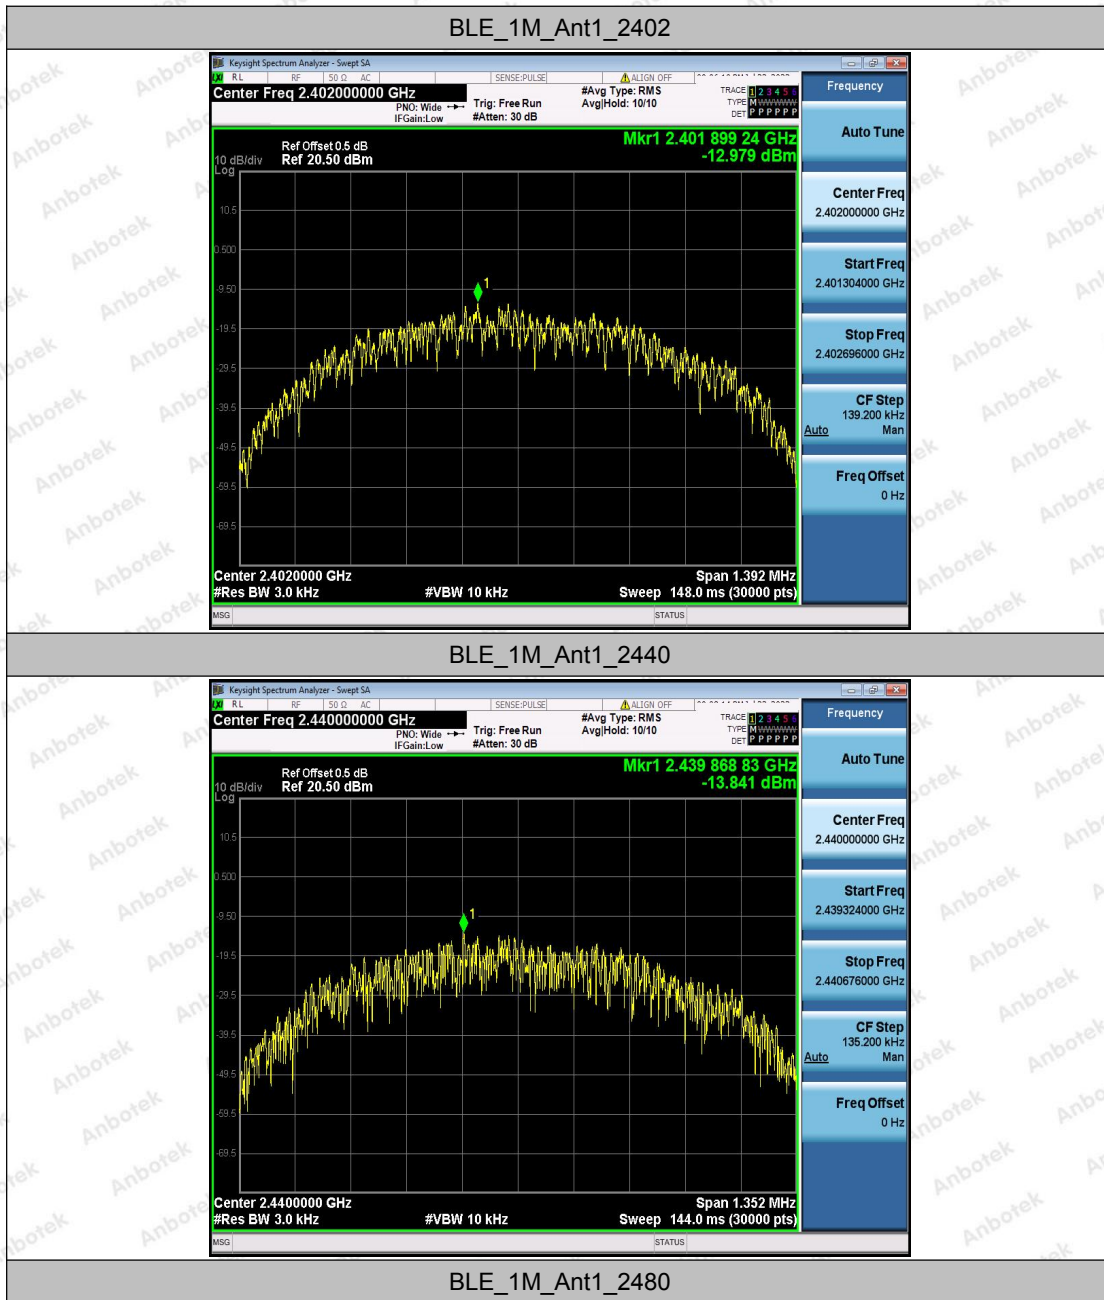 BLE_1M_Ant1_2402
Keysight Spectrum Analyzer - Swept SA
RL RF 50 Ω AC SENSE:PULSE ALIGN OFF
Center Freq 2.402000000 GHz
PNO: Wide
IFGain:Low
Trig: Free Run
#Atten: 30 dB
#Avg Type: RMS
Avg|Hold: 10/10
TRACE 1 2 3 4 5 6
TYPE M WWWWW
DET P P P P P P
Mkr1 2.401 899 24 GHz
-12.979 dBm
Ref Offset 0.5 dB
10 dB/div Ref 20.50 dBm
Log
10.5
0.500
-9.50
-19.5
-29.5
-39.5
-49.5
-59.5
-69.5
Center 2.4020000 GHz Span 1.392 MHz
#Res BW 3.0 kHz #VBW 10 kHz Sweep 148.0 ms (30000 pts)
MSG STATUS
Frequency
Auto Tune
Center Freq
2.402000000 GHz
Start Freq
2.401304000 GHz
Stop Freq
2.402696000 GHz
CF Step
139.200 kHz
Auto Man
Freq Offset
0 Hz
BLE_1M_Ant1_2440
Keysight Spectrum Analyzer - Swept SA
RL RF 50 Ω AC SENSE:PULSE ALIGN OFF
Center Freq 2.440000000 GHz
PNO: Wide
IFGain:Low
Trig: Free Run
#Atten: 30 dB
#Avg Type: RMS
Avg|Hold: 10/10
TRACE 1 2 3 4 5 6
TYPE M WWWWW
DET P P P P P P
Mkr1 2.439 868 83 GHz
-13.841 dBm
Ref Offset 0.5 dB
10 dB/div Ref 20.50 dBm
Log
10.5
0.500
-9.50
-19.5
-29.5
-39.5
-49.5
-59.5
-69.5
Center 2.4400000 GHz Span 1.352 MHz
#Res BW 3.0 kHz #VBW 10 kHz Sweep 144.0 ms (30000 pts)
MSG STATUS
Frequency
Auto Tune
Center Freq
2.440000000 GHz
Start Freq
2.439324000 GHz
Stop Freq
2.440676000 GHz
CF Step
135.200 kHz
Auto Man
Freq Offset
0 Hz
BLE_1M_Ant1_2480